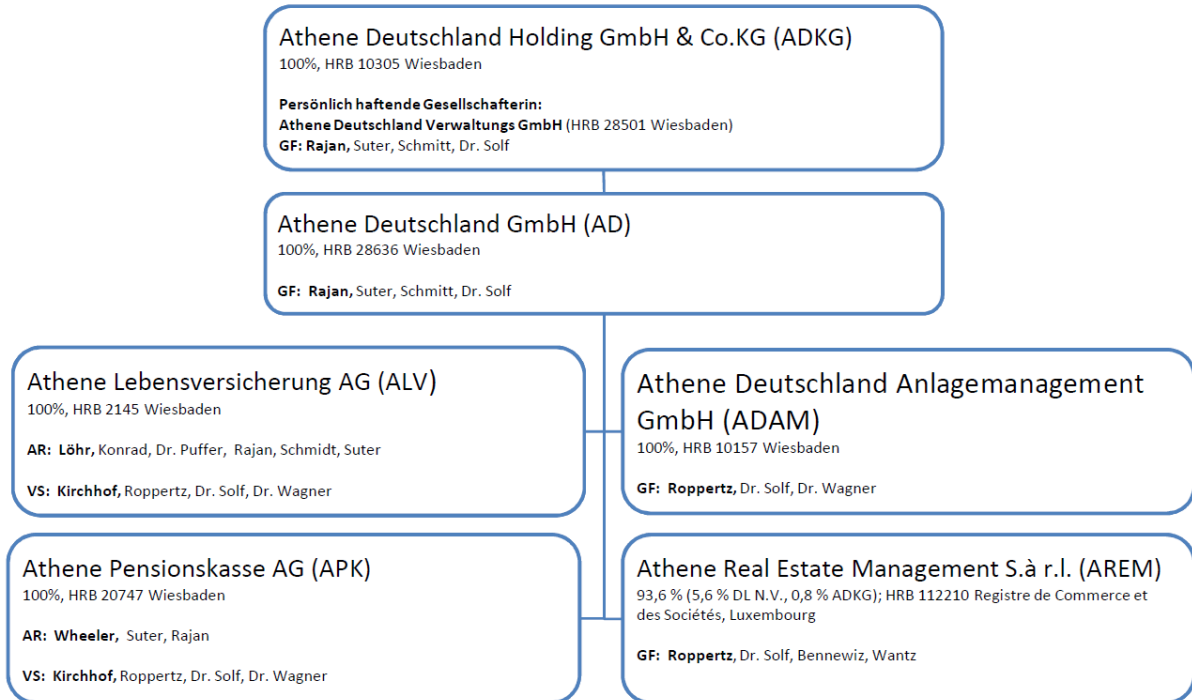 Athene Deutschland Holding GmbH & Co.KG (ADKG)
100%, HRB 10305 Wiesbaden
Persönlich haftende Gesellschafterin:
Athene Deutschland Verwaltungs GmbH (HRB 28501 Wiesbaden)
GF: Rajan, Suter, Schmitt, Dr. Solf
Athene Deutschland GmbH (AD)
100%, HRB 28636 Wiesbaden
GF: Rajan, Suter, Schmitt, Dr. Solf
Athene Lebensversicherung AG (ALV)
100%, HRB 2145 Wiesbaden
AR: Löhr, Konrad, Dr. Puffer, Rajan, Schmidt, Suter
VS: Kirchhof, Roppertz, Dr. Solf, Dr. Wagner
Athene Deutschland Anlagemanagement
GmbH (ADAM)
100%, HRB 10157 Wiesbaden
GF: Roppertz, Dr. Solf, Dr. Wagner
Athene Pensionskasse AG (APK)
100%, HRB 20747 Wiesbaden
AR: Wheeler, Suter, Rajan
VS: Kirchhof, Roppertz, Dr. Solf, Dr. Wagner
Athene Real Estate Management S.à r.l. (AREM)
93,6 % (5,6 % DL N.V., 0,8 % ADKG); HRB 112210 Registre de Commerce et
des Sociétés, Luxembourg
GF: Roppertz, Dr. Solf, Bennewiz, Wantz